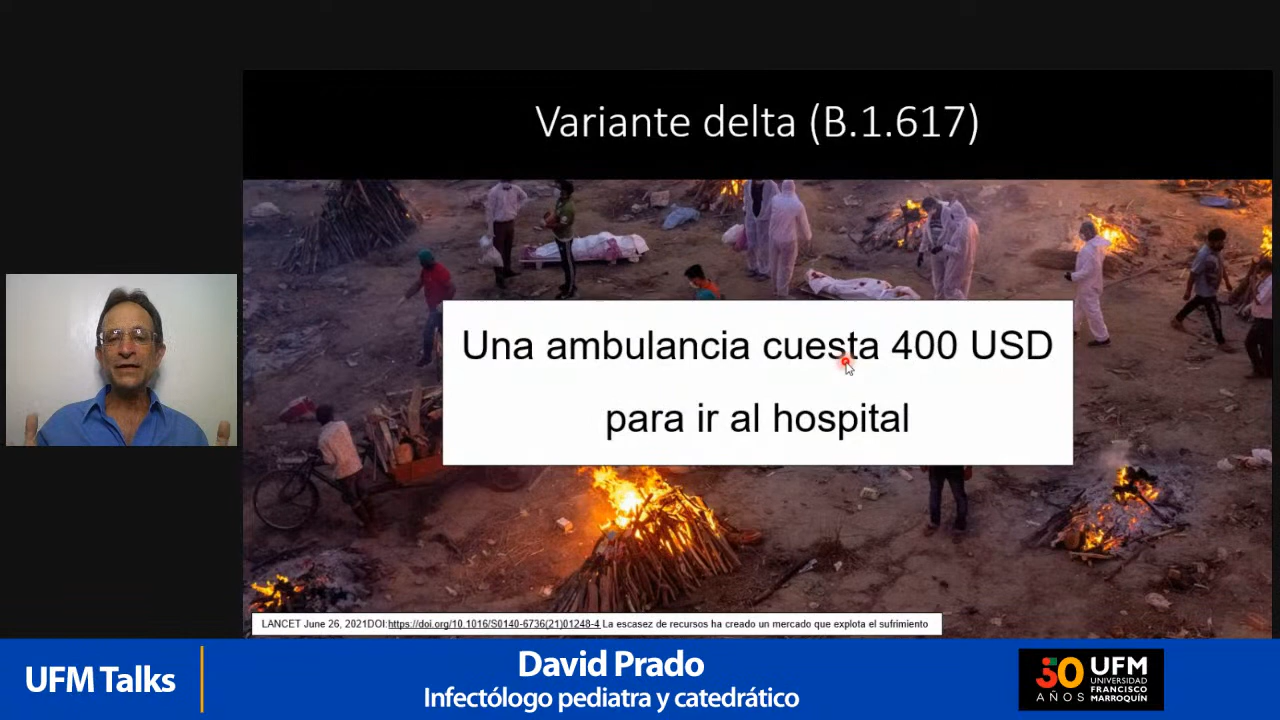 Variante delta (B.1.617)
Una ambulancia cuesta 400 USD
para ir al hospital
LANCET June 26, 2021DOI:https://doi.org/10.1016/S0140-6736(21)01248-4 La escasez de recursos ha creado un mercado que explota el sufrimiento
UFM Talks
David Prado
Infectólogo pediatra y catedrático
50
AÑOS
UFM
UNIVERSIDAD
FRANCISCO
MARROQUÍN